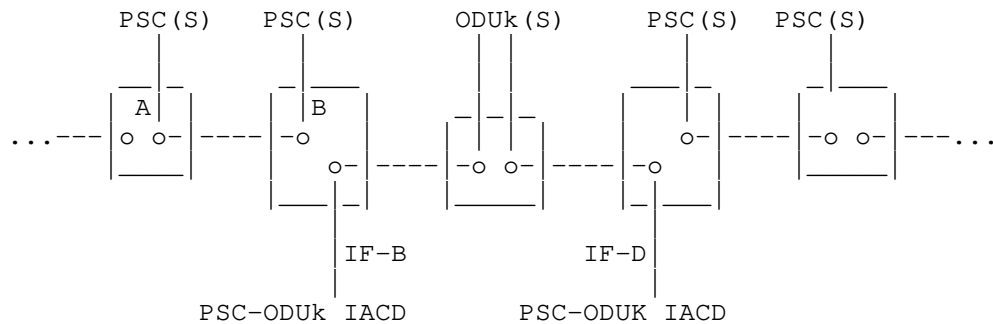 PSC(S) PSC(S) ODUk(S) PSC(S) PSC(S)
A B
... ...
IF-B IF-D
PSC-ODUk IACD PSC-ODUK IACD